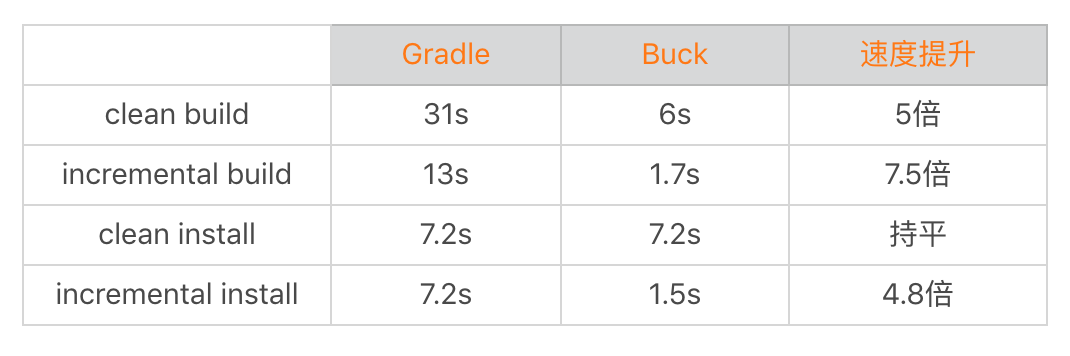 Gradle Buck 速度提升
clean build 31s 6s 5倍
incremental build 13s 1.7s 7.5倍
clean install 7.2s 7.2s 持平
incremental install 7.2s 1.5s 4.8倍